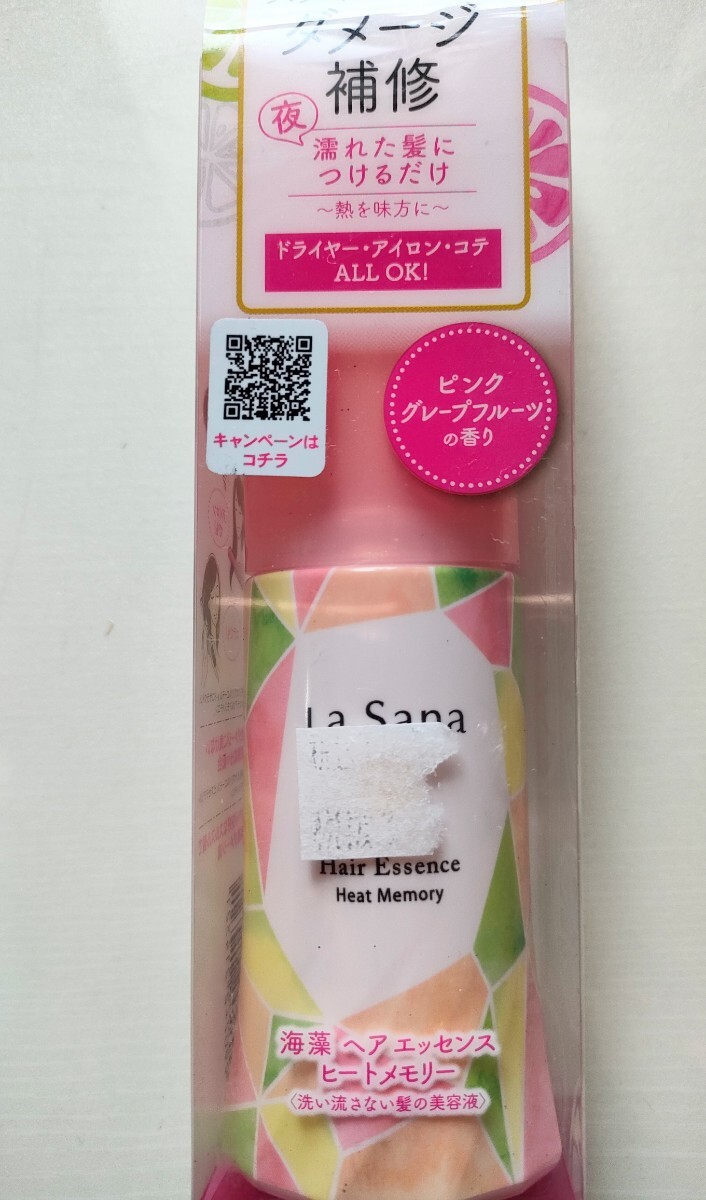 ダメージ
補修
夜
濡れた髪に
つけるだけ
～熱を味方に～
ドライヤー・アイロン・コテ
ALL OK!
キャンペーンは
コチラ
ピンク
グレープフルーツ
の香り
La Sana
Hair Essence
Heat Memory
海藻 ヘア エッセンス
ヒートメモリー
〈洗い流さない髪の美容液〉